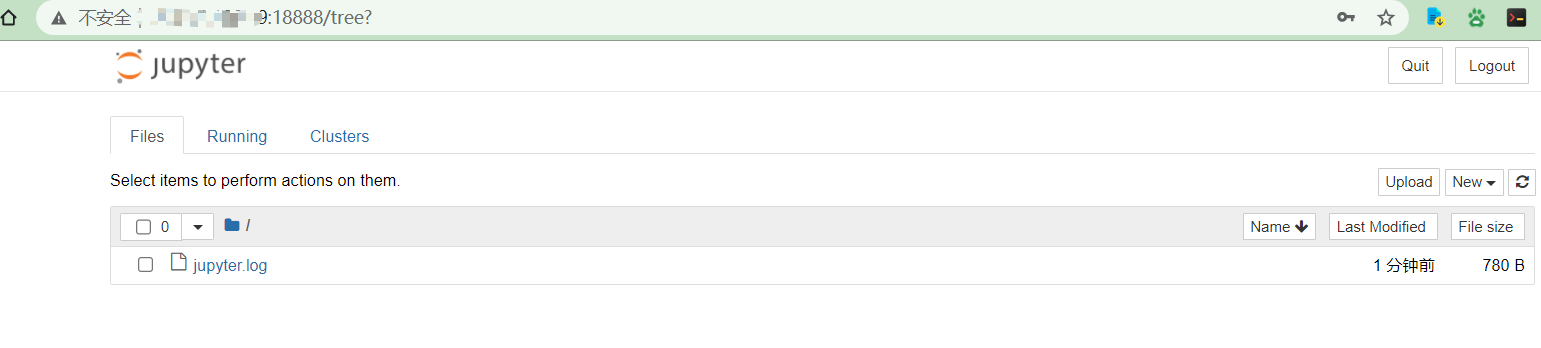 不安全 9:18888/tree?
jupyter
Quit Logout
Files Running Clusters
Select items to perform actions on them.
Upload New
0 / Name Last Modified File size
jupyter.log 1 分钟前 780 B